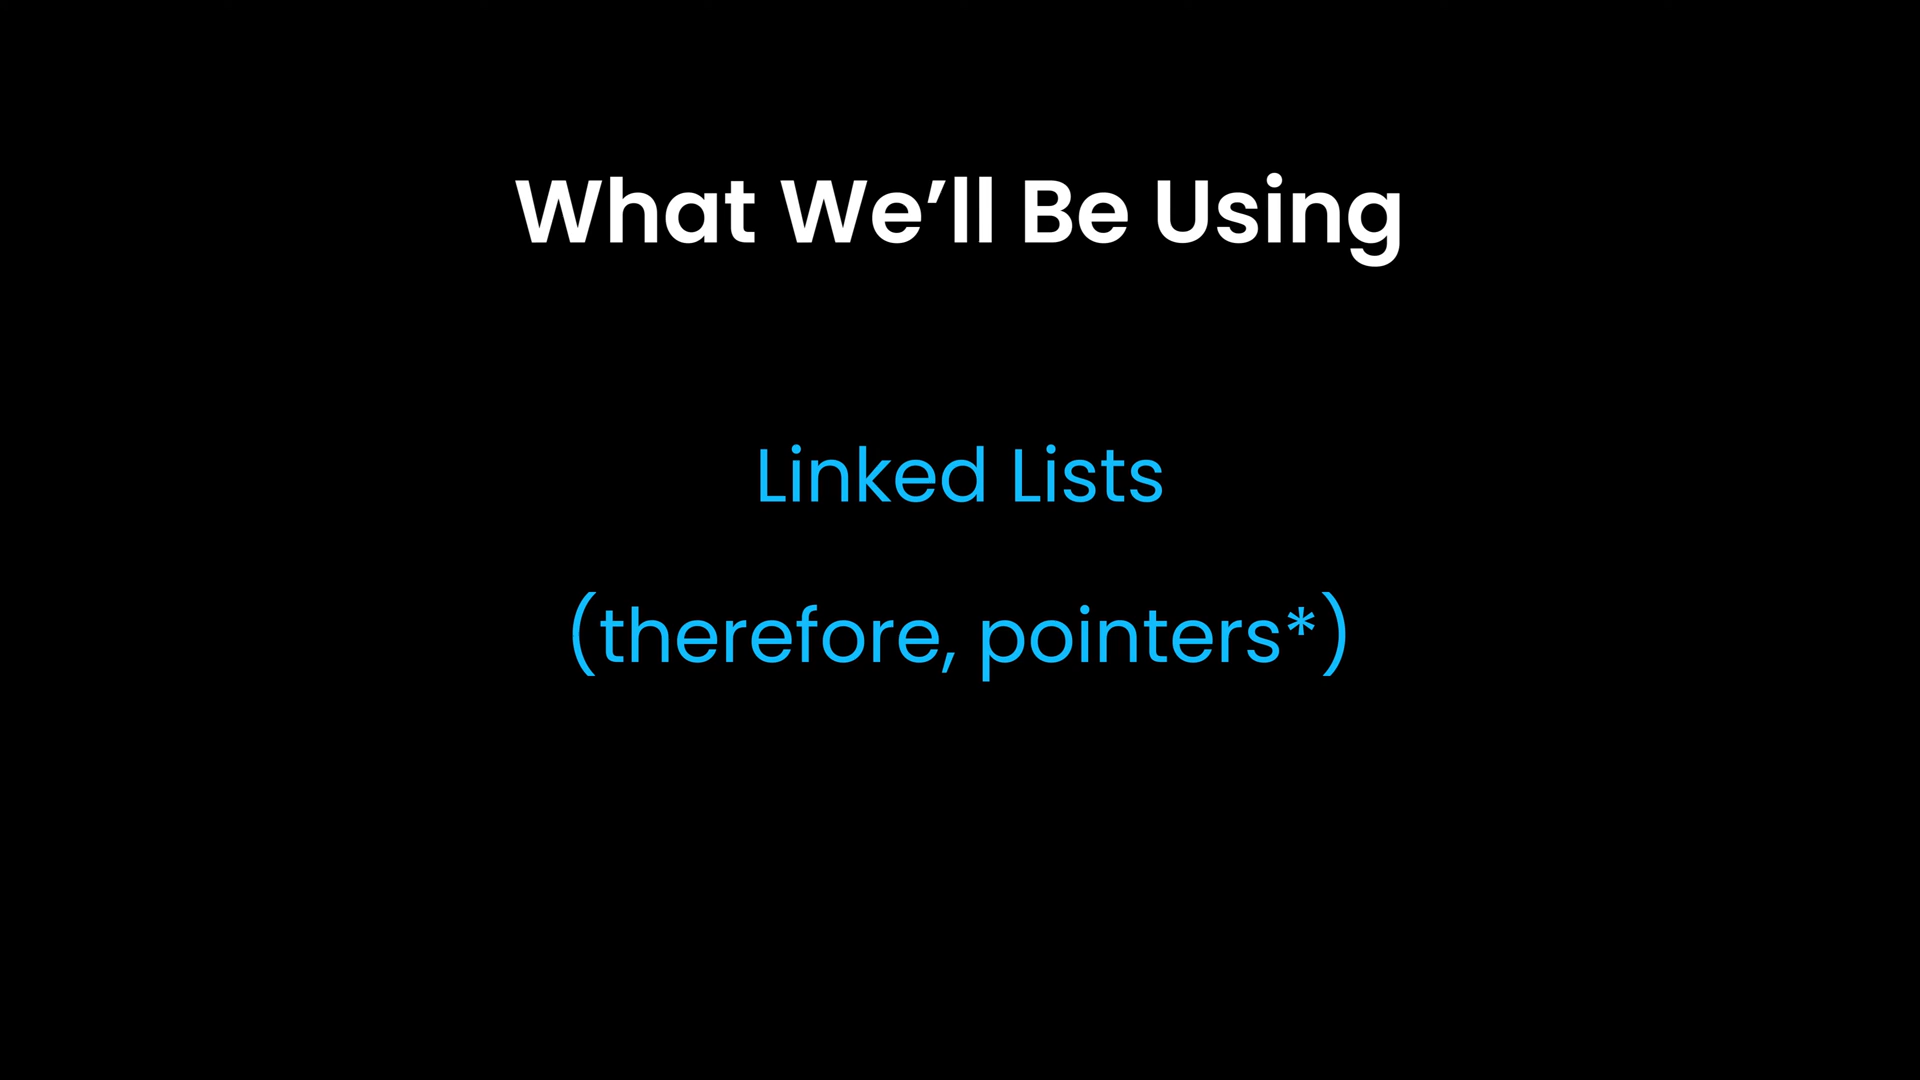 What We’ll Be Using
Linked Lists
(therefore, pointers*)